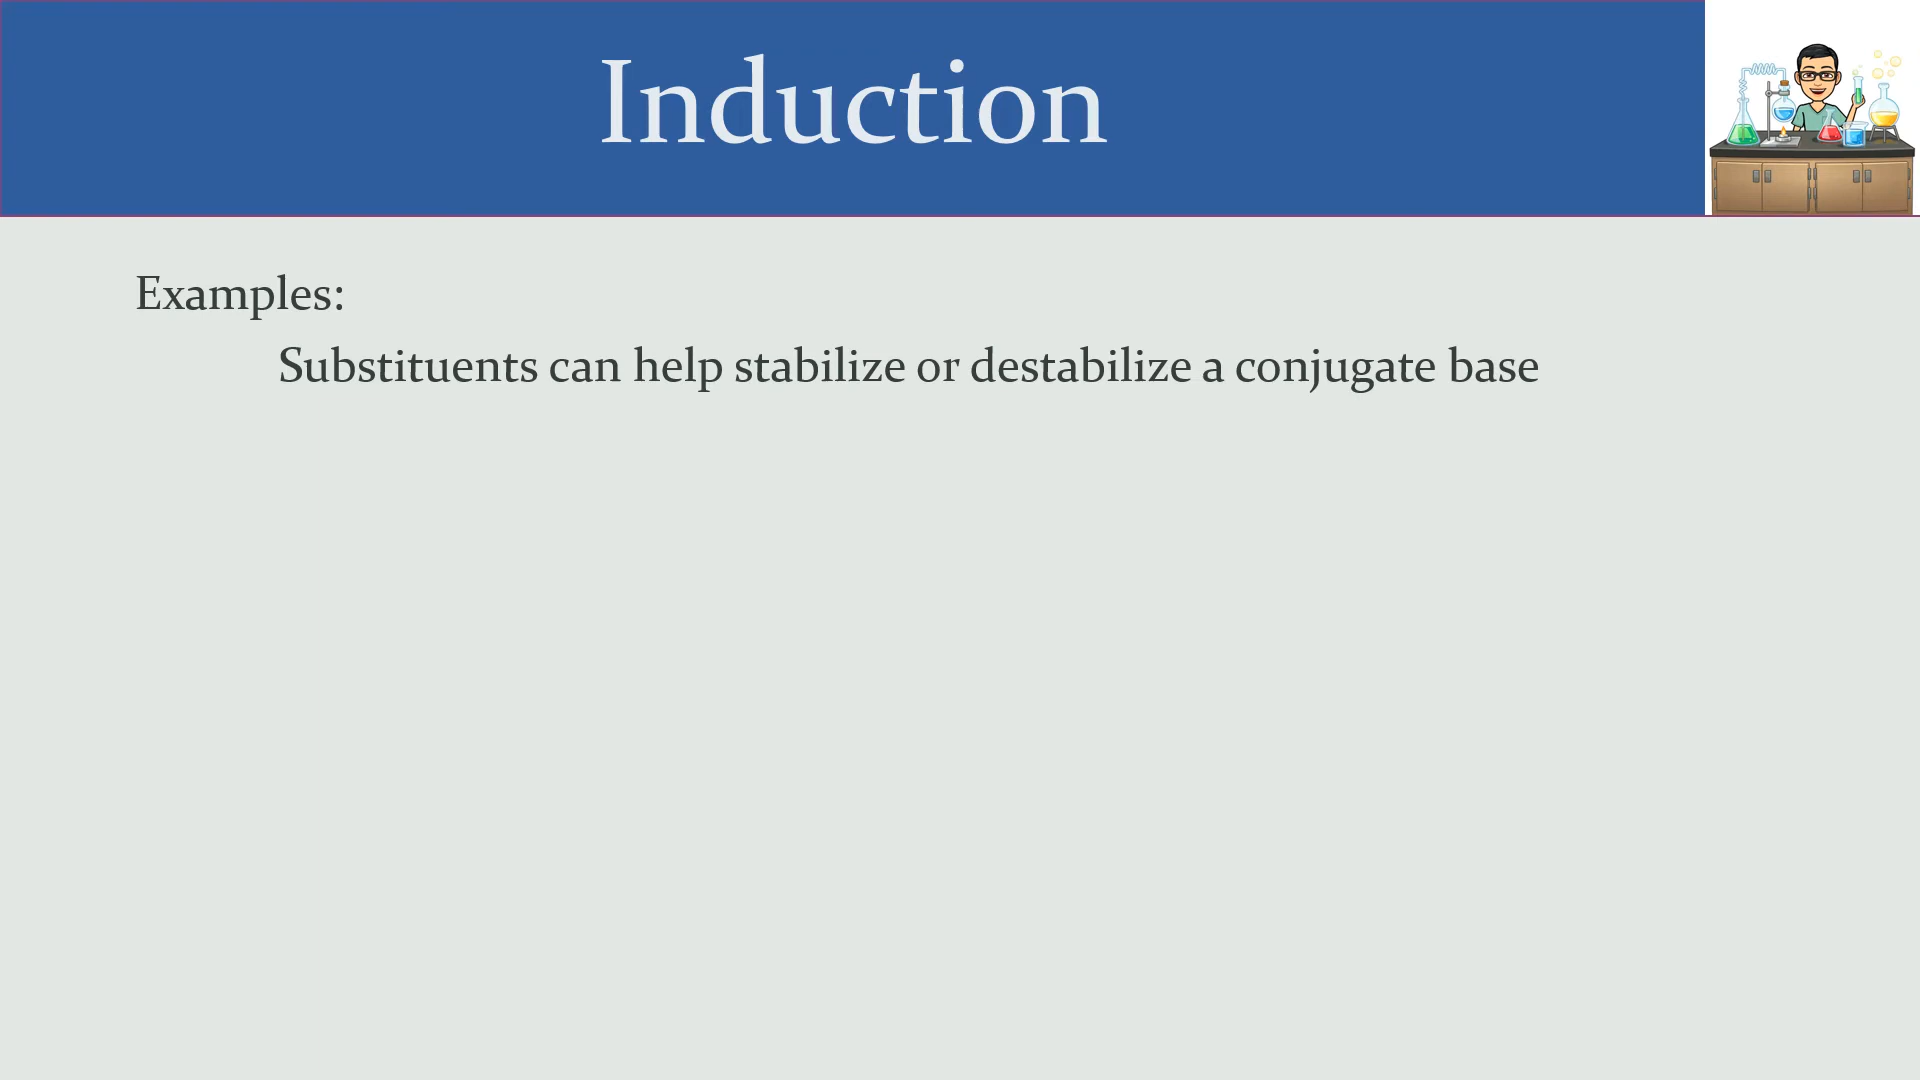 Induction
Examples:
Substituents can help stabilize or destabilize a conjugate base